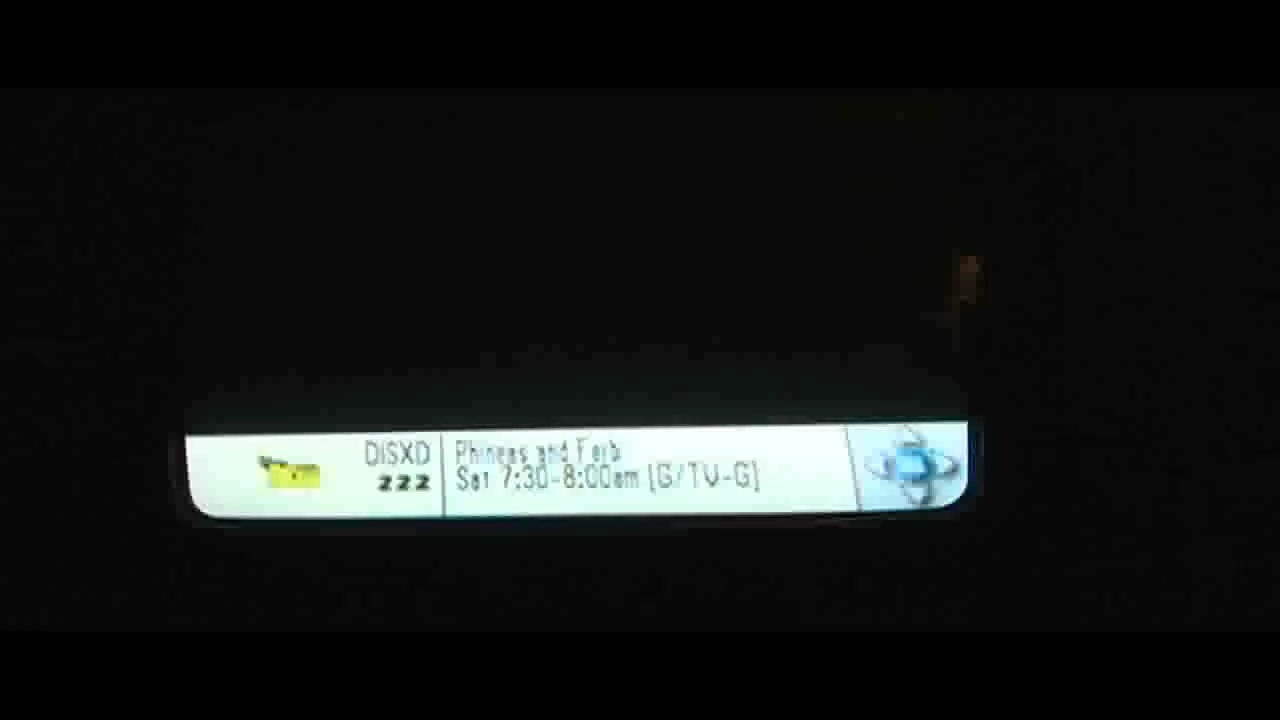 DISXD
222
Phineas and Ferb
Sat 7:30-8:00am [G/TV-G]